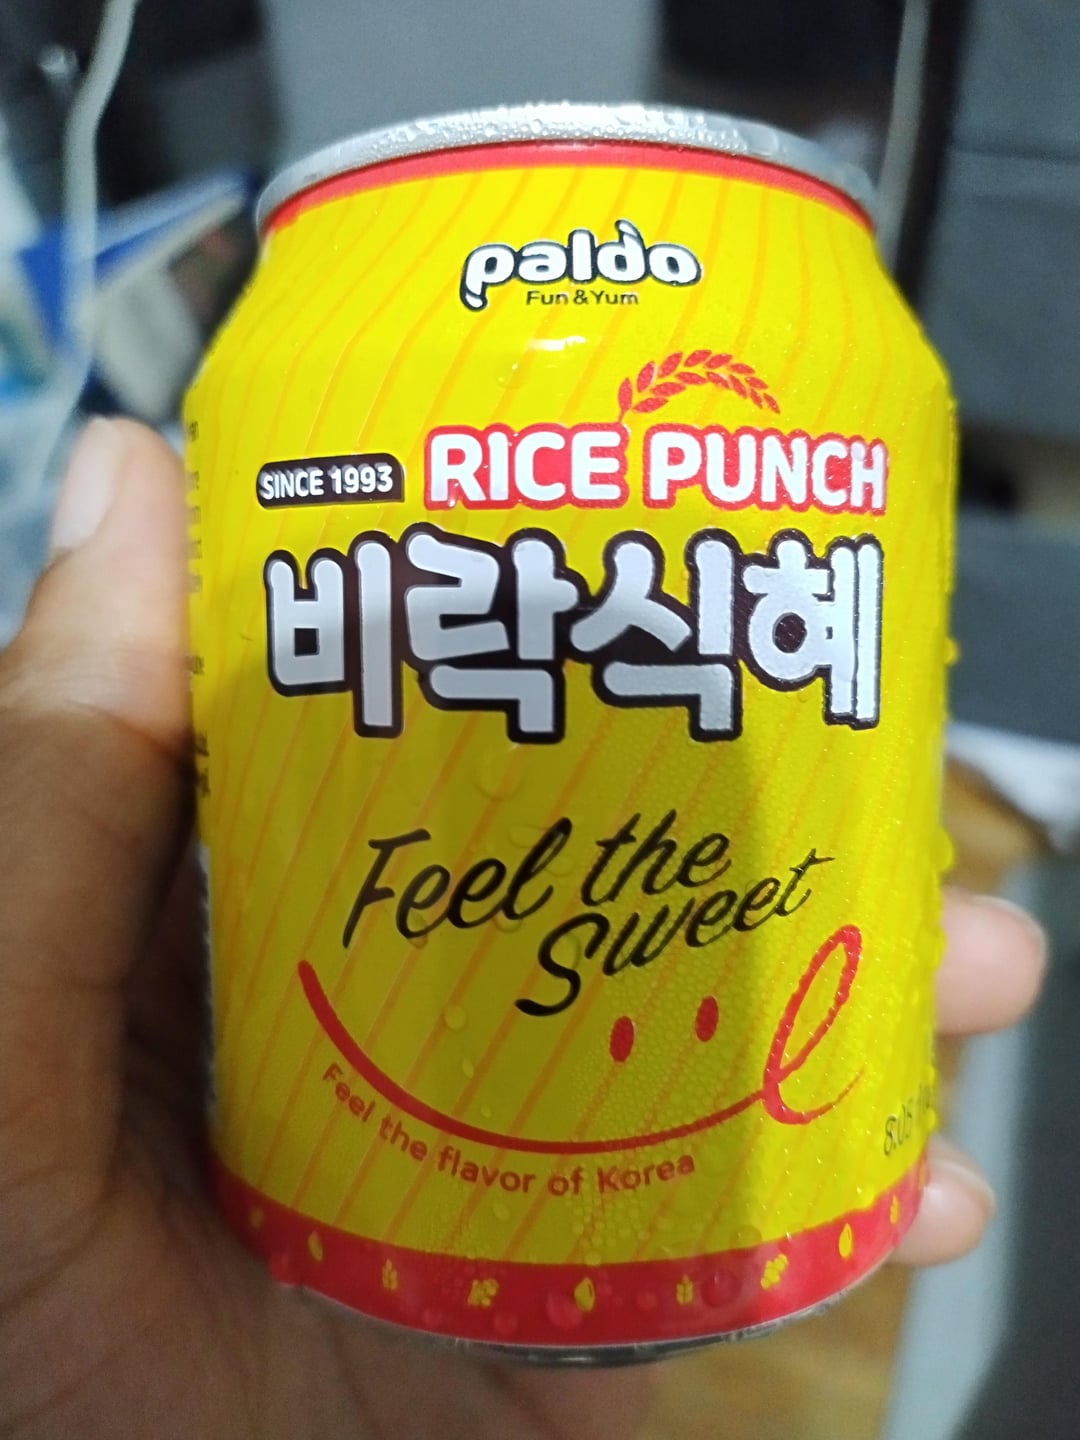 paldo
Fun & Yum
SINCE 1993
RICE PUNCH
비락식혜
Feel the
Sweet
Feel the flavor of Korea